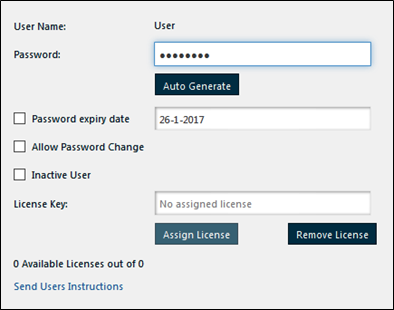 User Name: User
Password: ●●●●●●●●
Auto Generate
Password expiry date 26-1-2017
Allow Password Change
Inactive User
License Key: No assigned license
Assign License Remove License
0 Available Licenses out of 0
Send Users Instructions